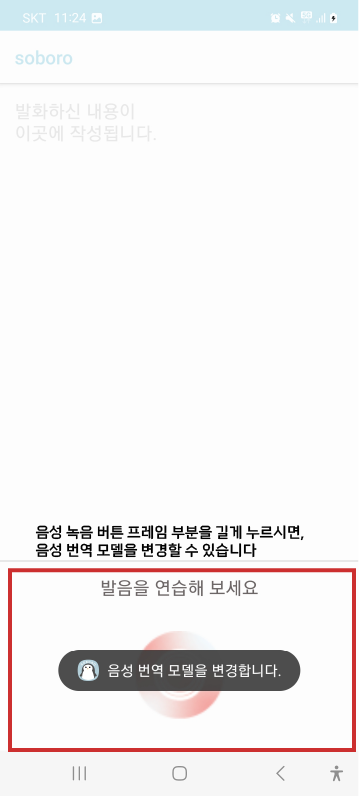 SKT 11:24
soboro
발화하신 내용이
이곳에 작성됩니다.
음성 녹음 버튼 프레임 부분을 길게 누르시면,
음성 번역 모델을 변경할 수 있습니다
발음을 연습해 보세요
음성 번역 모델을 변경합니다.